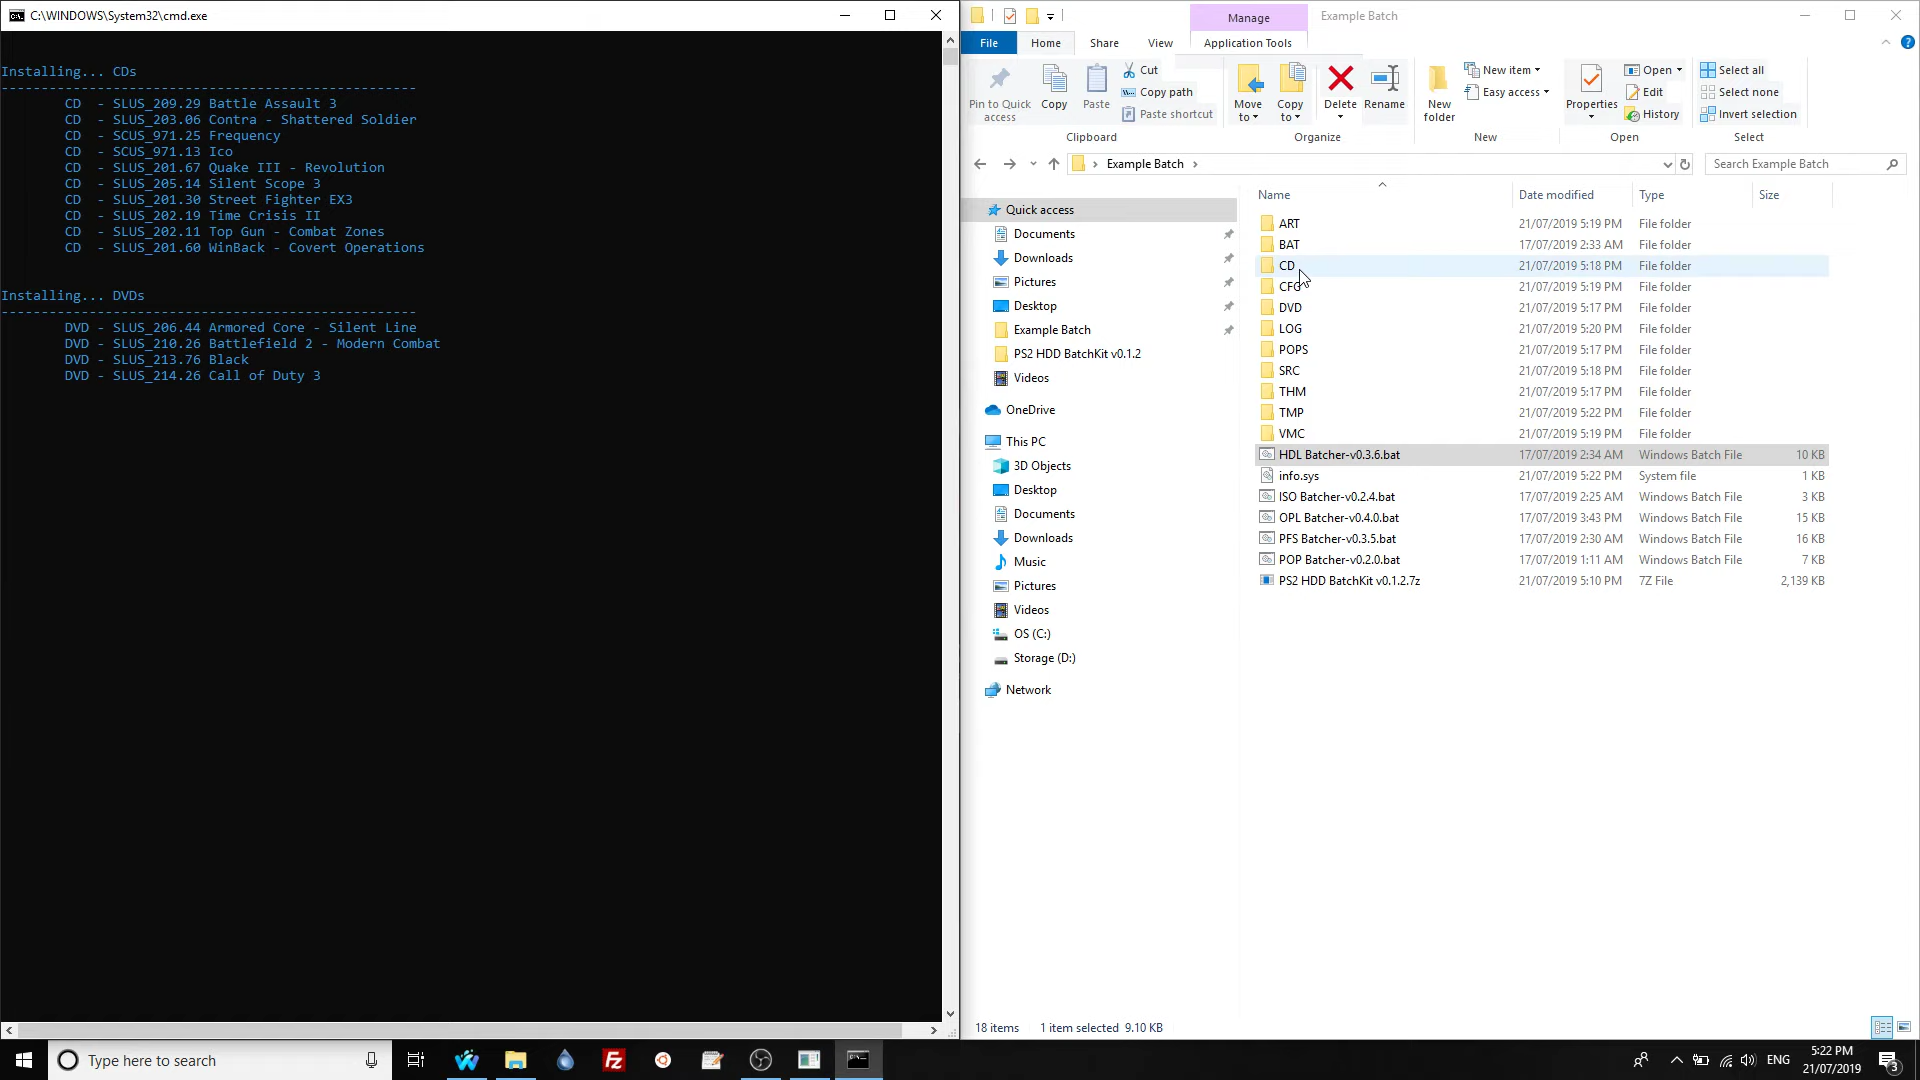 C:\WINDOWS\System32\cmd.exe
Installing... CDs
----------------------------------------------------
CD - SLUS_209.29 Battle Assault 3
CD - SLUS_203.06 Contra - Shattered Soldier
CD - SCUS_971.25 Frequency
CD - SCUS_971.13 Ico
CD - SLUS_201.67 Quake III - Revolution
CD - SLUS_205.14 Silent Scope 3
CD - SLUS_201.30 Street Fighter EX3
CD - SLUS_202.19 Time Crisis II
CD - SLUS_202.11 Top Gun - Combat Zones
CD - SLUS_201.60 WinBack - Covert Operations
Installing... DVDs
----------------------------------------------------
DVD - SLUS_206.44 Armored Core - Silent Line
DVD - SLUS_210.26 Battlefield 2 - Modern Combat
DVD - SLUS_213.76 Black
DVD - SLUS_214.26 Call of Duty 3
Manage
Example Batch
File
Home
Share
View
Application Tools
Pin to Quick access
Copy
Paste
Cut
Copy path
Paste shortcut
Clipboard
Move to
Copy to
Delete
Rename
Organize
New folder
New item
Easy access
New
Properties
Open
Edit
History
Open
Select all
Select none
Invert selection
Select
Example Batch
Search Example Batch
Quick access
Documents
Downloads
Pictures
Desktop
Example Batch
PS2 HDD BatchKit v0.1.2
Videos
OneDrive
This PC
3D Objects
Desktop
Documents
Downloads
Music
Pictures
Videos
OS (C:)
Storage (D:)
Network
Name Date modified Type Size
ART 21/07/2019 5:19 PM File folder
BAT 17/07/2019 2:33 AM File folder
CD 21/07/2019 5:18 PM File folder
CFG 21/07/2019 5:19 PM File folder
DVD 21/07/2019 5:17 PM File folder
LOG 21/07/2019 5:20 PM File folder
POPS 21/07/2019 5:17 PM File folder
SRC 21/07/2019 5:18 PM File folder
THM 21/07/2019 5:17 PM File folder
TMP 21/07/2019 5:22 PM File folder
VMC 21/07/2019 5:19 PM File folder
HDL Batcher-v0.3.6.bat 17/07/2019 2:34 AM Windows Batch File 10 KB
info.sys 21/07/2019 5:22 PM System file 1 KB
ISO Batcher-v0.2.4.bat 17/07/2019 2:25 AM Windows Batch File 3 KB
OPL Batcher-v0.4.0.bat 17/07/2019 3:43 PM Windows Batch File 15 KB
PFS Batcher-v0.3.5.bat 17/07/2019 2:30 AM Windows Batch File 16 KB
POP Batcher-v0.2.0.bat 17/07/2019 1:11 AM Windows Batch File 7 KB
PS2 HDD BatchKit v0.1.2.7z 21/07/2019 5:10 PM 7Z File 2,139 KB
18 items 1 item selected 9.10 KB
Type here to search
ENG
5:22 PM
21/07/2019
3